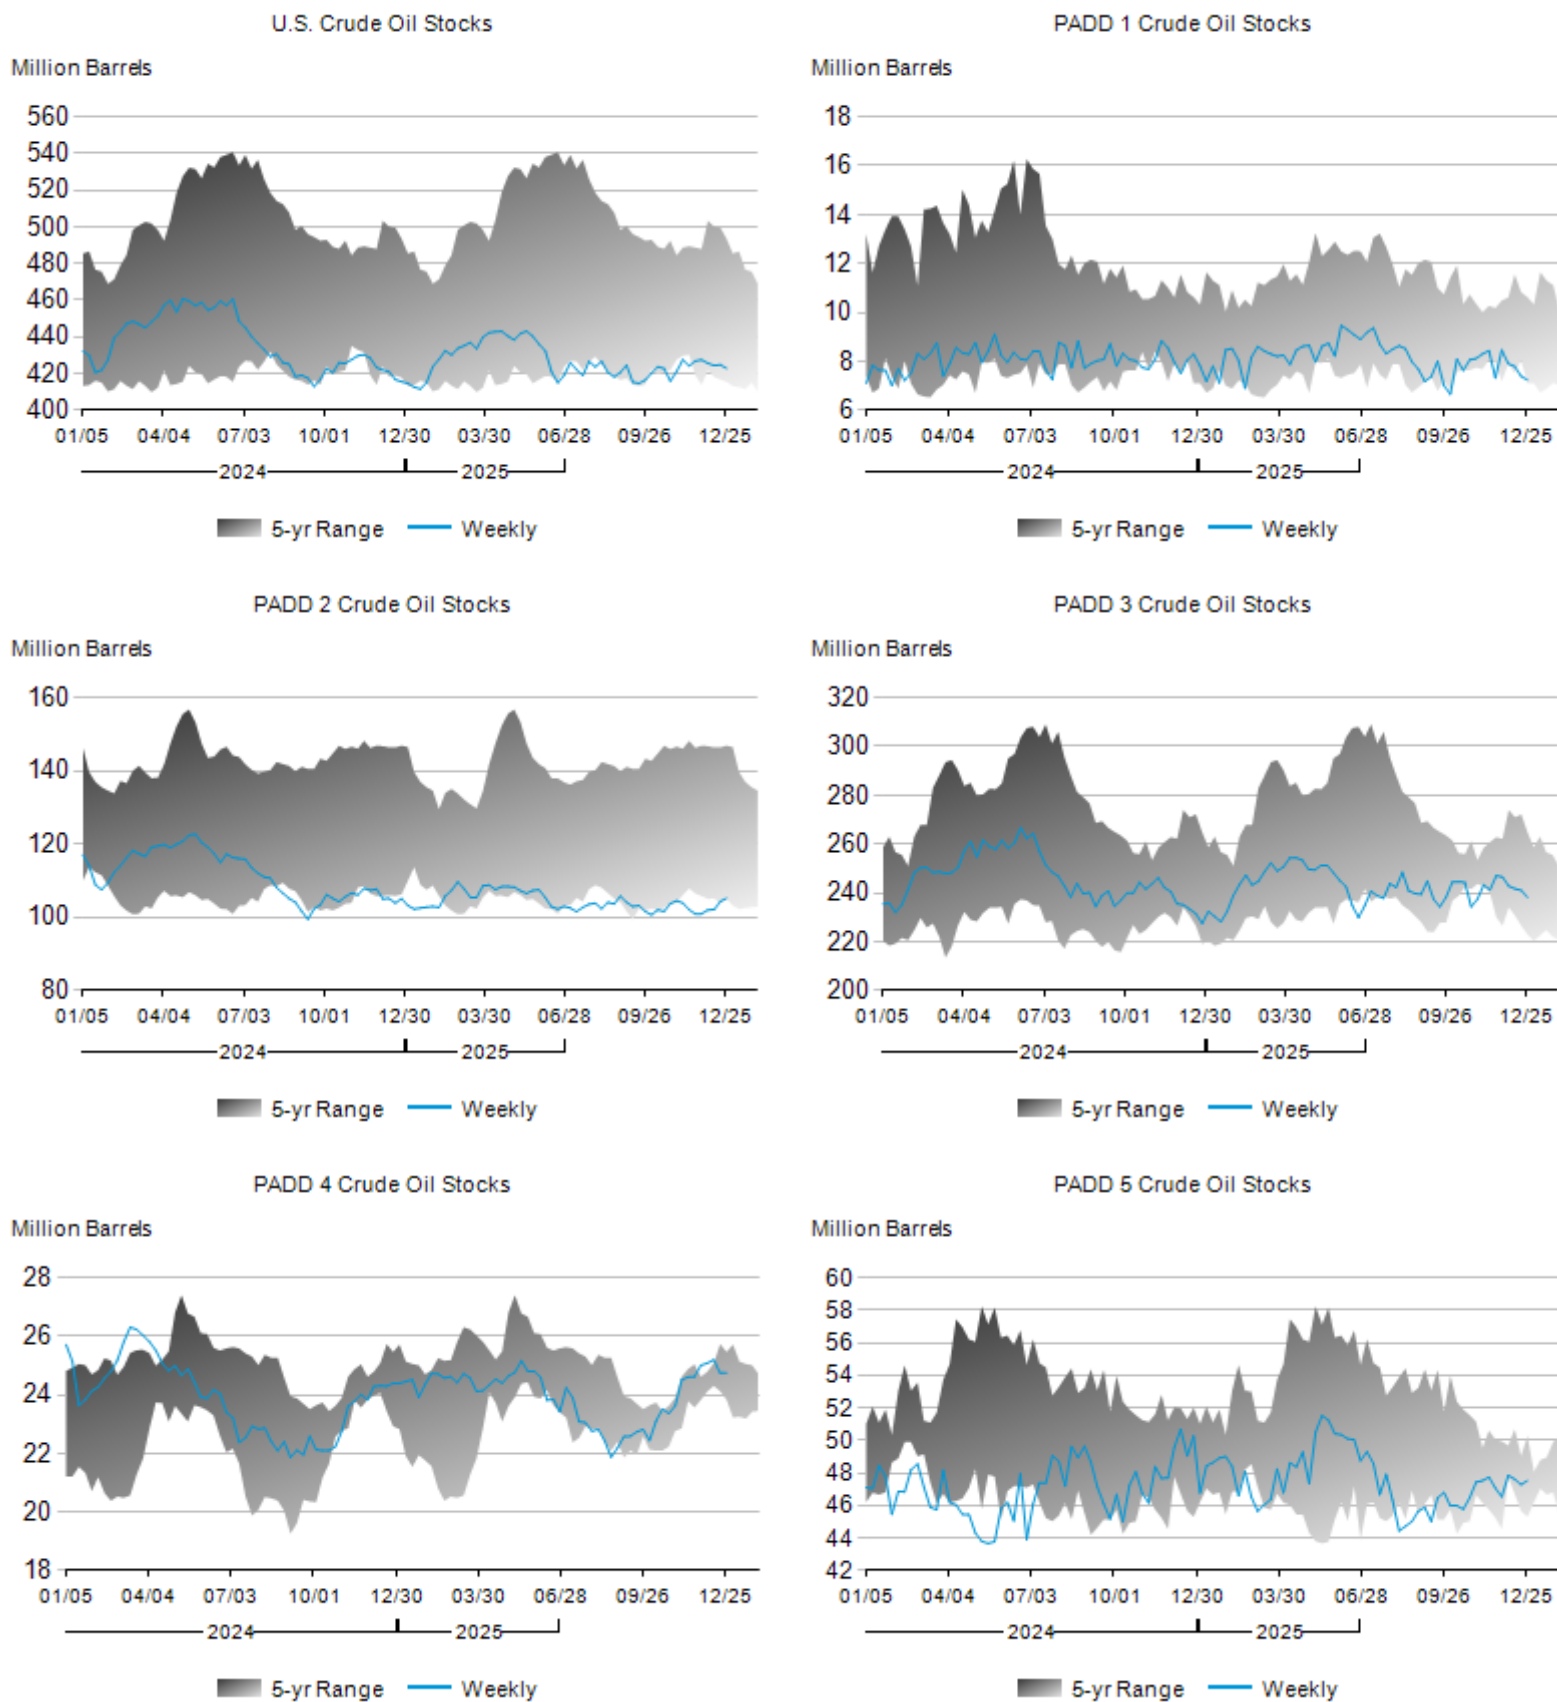 U.S. Crude Oil Stocks
Million Barrels
560
540
520
500
480
460
440
420
400
01/05 04/04 07/03 10/01 12/30 03/30 06/28 09/26 12/25
2024 2025
5-yr Range Weekly
PADD 1 Crude Oil Stocks
Million Barrels
18
16
14
12
10
8
6
01/05 04/04 07/03 10/01 12/30 03/30 06/28 09/26 12/25
2024 2025
5-yr Range Weekly
PADD 2 Crude Oil Stocks
Million Barrels
160
140
120
100
80
01/05 04/04 07/03 10/01 12/30 03/30 06/28 09/26 12/25
2024 2025
5-yr Range Weekly
PADD 3 Crude Oil Stocks
Million Barrels
320
300
280
260
240
220
200
01/05 04/04 07/03 10/01 12/30 03/30 06/28 09/26 12/25
2024 2025
5-yr Range Weekly
PADD 4 Crude Oil Stocks
Million Barrels
28
26
24
22
20
18
01/05 04/04 07/03 10/01 12/30 03/30 06/28 09/26 12/25
2024 2025
5-yr Range Weekly
PADD 5 Crude Oil Stocks
Million Barrels
60
58
56
54
52
50
48
46
44
42
01/05 04/04 07/03 10/01 12/30 03/30 06/28 09/26 12/25
2024 2025
5-yr Range Weekly